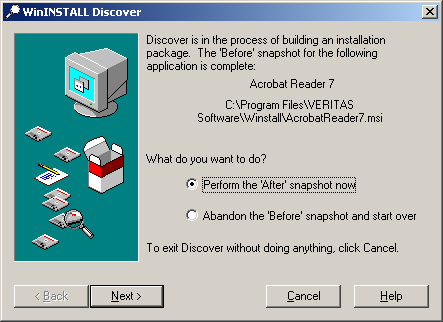 WinINSTALL Discover
Discover is in the process of building an installation
package. The 'Before' snapshot for the following
application is complete:
Acrobat Reader 7
C:\Program Files\VERITAS
Software\Winstall\AcrobatReader7.msi
What do you want to do?
Perform the 'After' snapshot now
Abandon the 'Before' snapshot and start over
To exit Discover without doing anything, click Cancel.
< Back
Next >
Cancel
Help